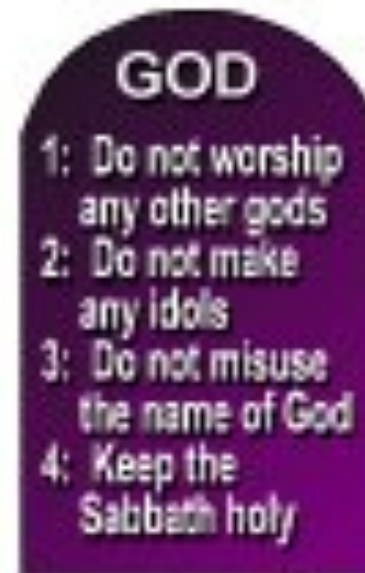 GOD
1: Do not worship
any other gods
2: Do not make
any idols
3: Do not misuse
the name of God
4: Keep the
Sabbath holy